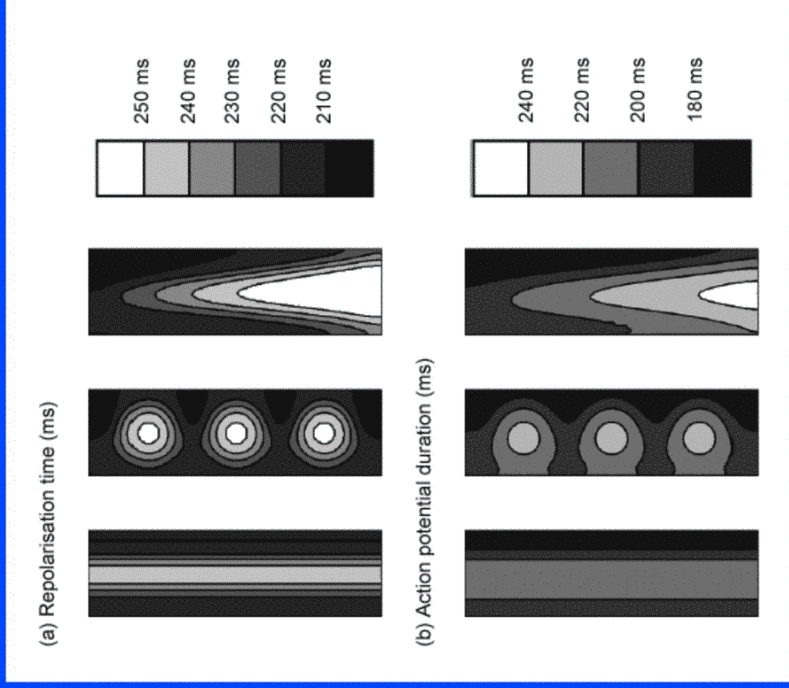 (a) Repolarisation time (ms)
250 ms
240 ms
230 ms
220 ms
210 ms
(b) Action potential duration (ms)
240 ms
220 ms
200 ms
180 ms